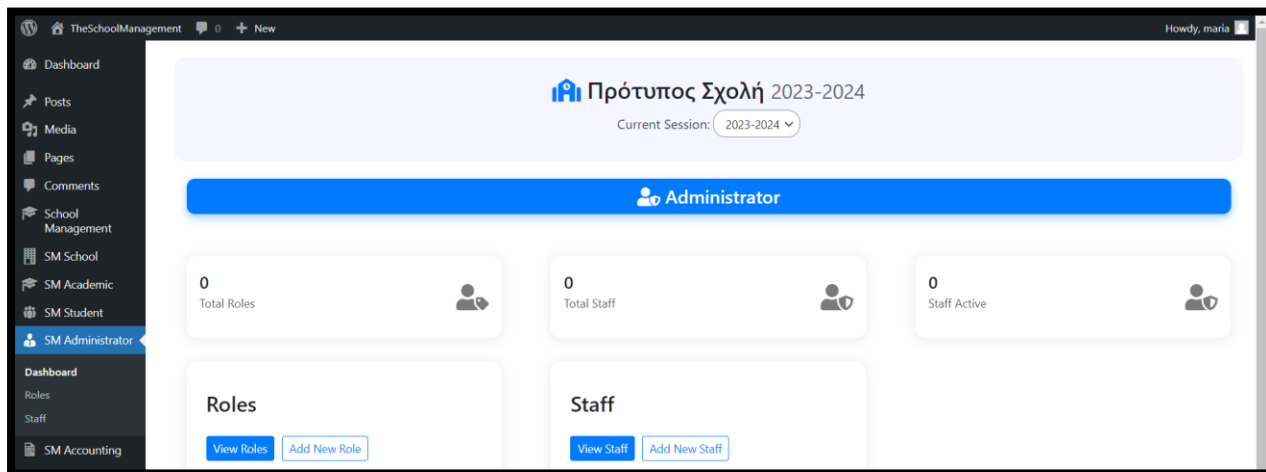 TheSchoolManagement 0 + New Howdy, maria
Dashboard
Posts
Media
Pages
Comments
School
Management
SM School
SM Academic
SM Student
SM Administrator
Dashboard
Roles
Staff
SM Accounting
Πρότυπος Σχολή 2023-2024
Current Session: 2023-2024
Administrator
0
Total Roles
0
Total Staff
0
Staff Active
Roles
View Roles Add New Role
Staff
View Staff Add New Staff